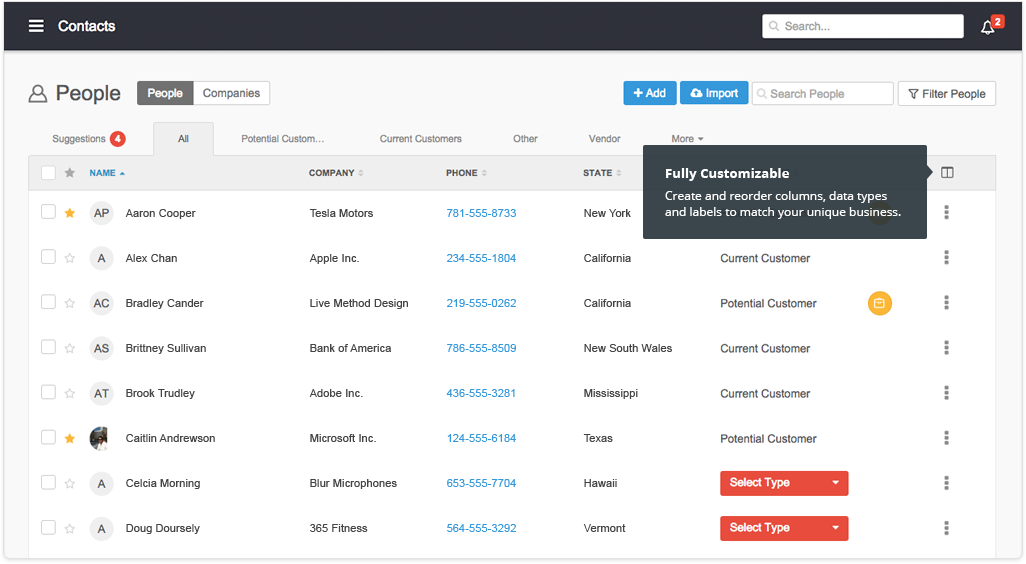 Contacts
Search...
2
People
People Companies
+ Add Import Search People Filter People
Suggestions 4 All Potential Custom... Current Customers Other Vendor More
NAME COMPANY PHONE STATE
Fully Customizable
Create and reorder columns, data types
and labels to match your unique business.
AP Aaron Cooper Tesla Motors 781-555-8733 New York
A Alex Chan Apple Inc. 234-555-1804 California Current Customer
AC Bradley Cander Live Method Design 219-555-0262 California Potential Customer
AS Brittney Sullivan Bank of America 786-555-8509 New South Wales Current Customer
AT Brook Trudley Adobe Inc. 436-555-3281 Mississippi Current Customer
Caitlin Andrewson Microsoft Inc. 124-555-6184 Texas Potential Customer
A Celcia Morning Blur Microphones 653-555-7704 Hawaii Select Type
A Doug Doursely 365 Fitness 564-555-3292 Vermont Select Type